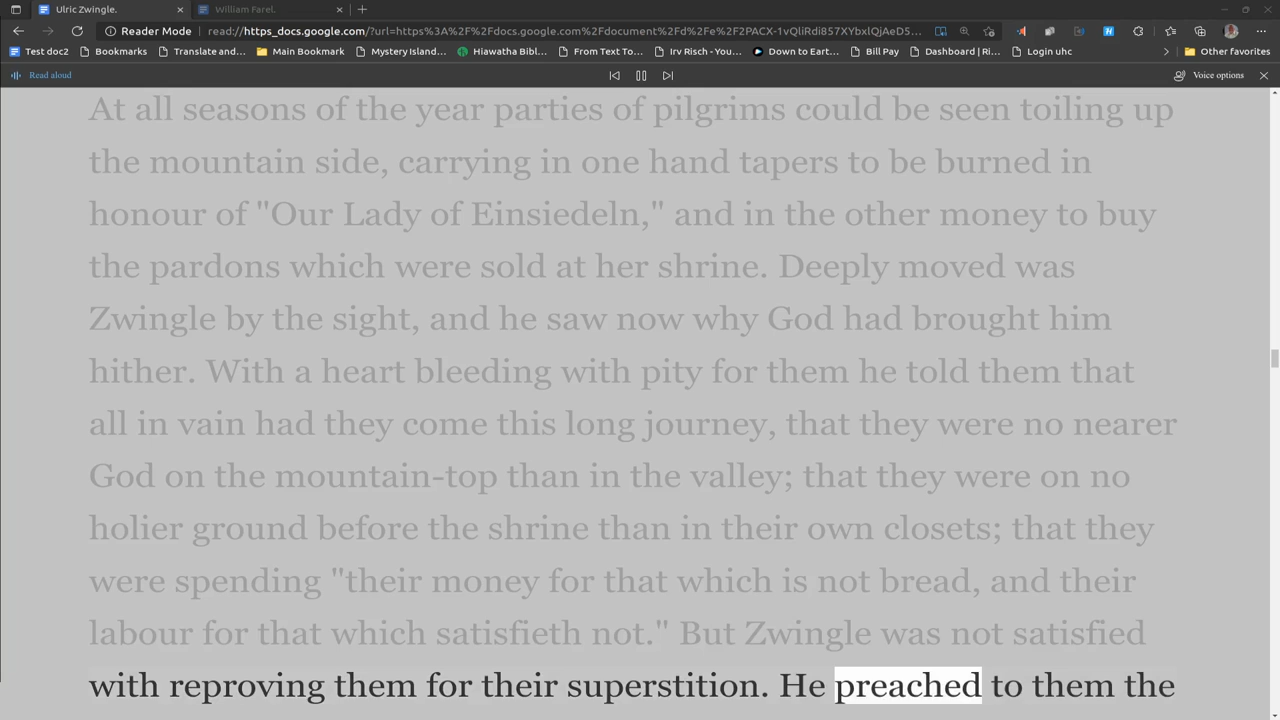 Ulric Zwingle.
William Farel.
Reader Mode
read://https_docs.google.com/?url=https%3A%2F%2Fdocs.google.com%2Fdocument%2Fd%2Fe%2F2PACX-1vQliRdi857XYbxlQjAeD5...
Test doc2 Bookmarks Translate and... Main Bookmark Mystery Island... Hiawatha Bibl... From Text To... Irv Risch - You... Down to Eart... Bill Pay Dashboard | Ri... Login uhc Other favorites
Read aloud Voice options
At all seasons of the year parties of pilgrims could be seen toiling up
the mountain side, carrying in one hand tapers to be burned in
honour of "Our Lady of Einsiedeln," and in the other money to buy
the pardons which were sold at her shrine. Deeply moved was
Zwingle by the sight, and he saw now why God had brought him
hither. With a heart bleeding with pity for them he told them that
all in vain had they come this long journey, that they were no nearer
God on the mountain-top than in the valley; that they were on no
holier ground before the shrine than in their own closets; that they
were spending "their money for that which is not bread, and their
labour for that which satisfieth not." But Zwingle was not satisfied
with reproving them for their superstition. He preached to them the